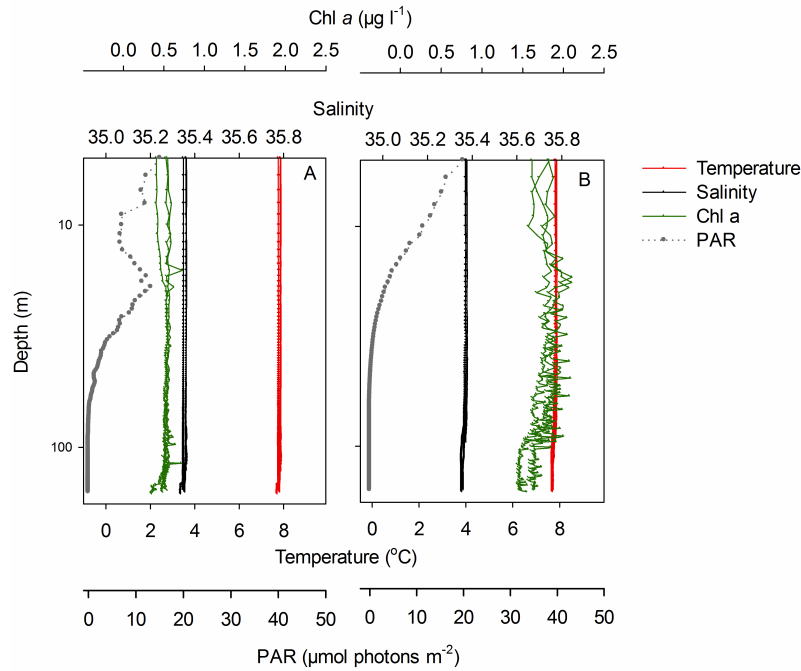 Chl a (µg l-1)
0.0 0.5 1.0 1.5 2.0 2.5 0.0 0.5 1.0 1.5 2.0 2.5
Salinity
35.0 35.2 35.4 35.6 35.8 35.0 35.2 35.4 35.6 35.8
A B
Temperature
Salinity
Chl a
PAR
10
Depth (m)
100
0 2 4 6 8 0 2 4 6 8
Temperature (oC)
0 10 20 30 40 50 0 10 20 30 40 50
PAR (µmol photons m-2)